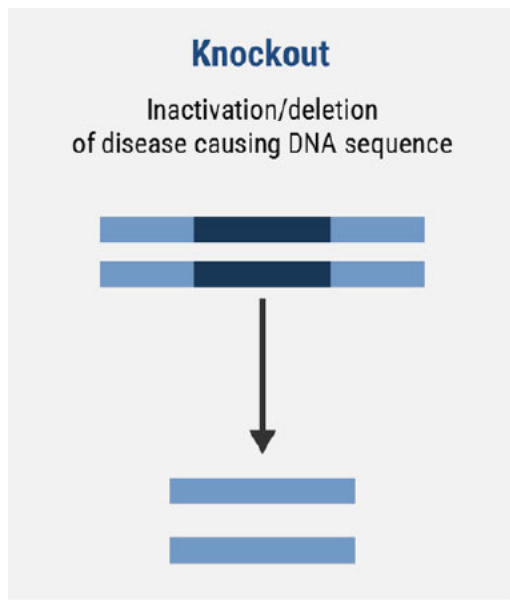 Knockout
Inactivation/deletion
of disease causing DNA sequence